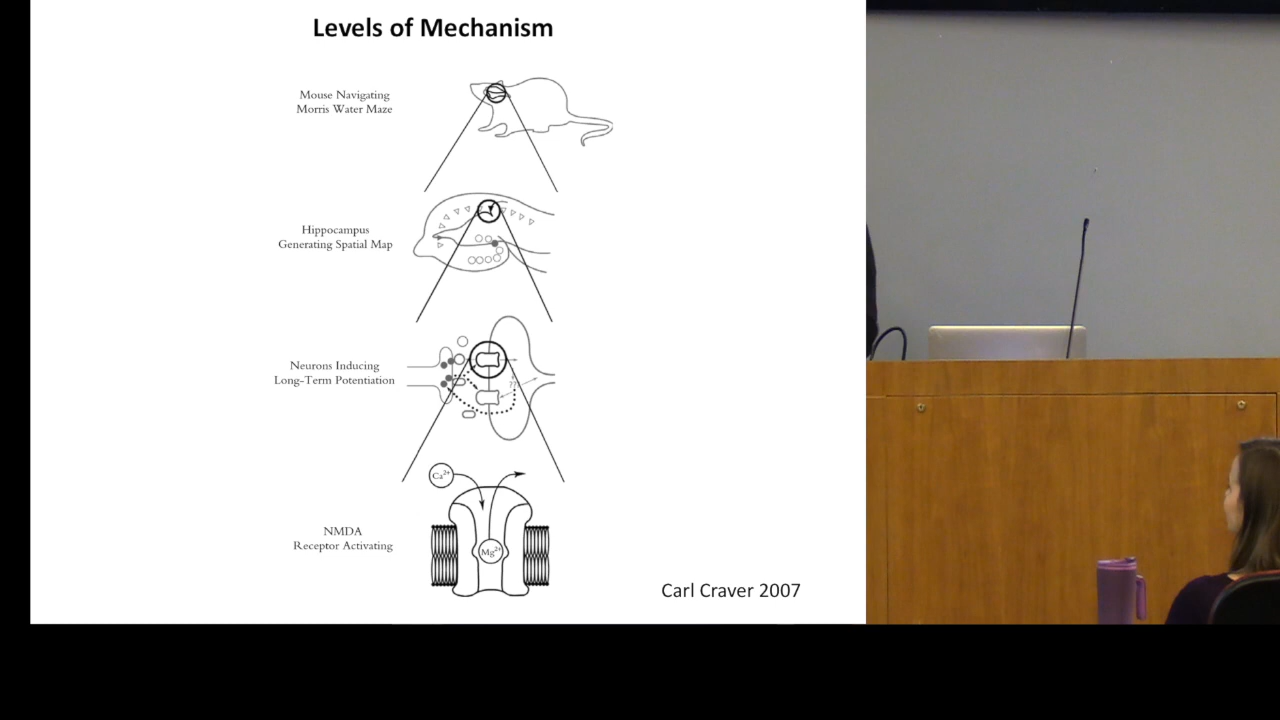 Levels of Mechanism
Mouse Navigating
Morris Water Maze
Hippocampus
Generating Spatial Map
Neurons Inducing
Long-Term Potentiation
??
Ca²⁺
NMDA
Receptor Activating
Mg²⁺
Carl Craver 2007